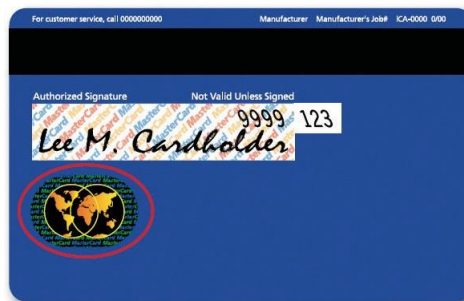 For customer service, call 0000000000 Manufacturer Manufacturer's Job# ICA-0000 0/00
Authorized Signature Not Valid Unless Signed
9999 123
Lee M. Cardholder